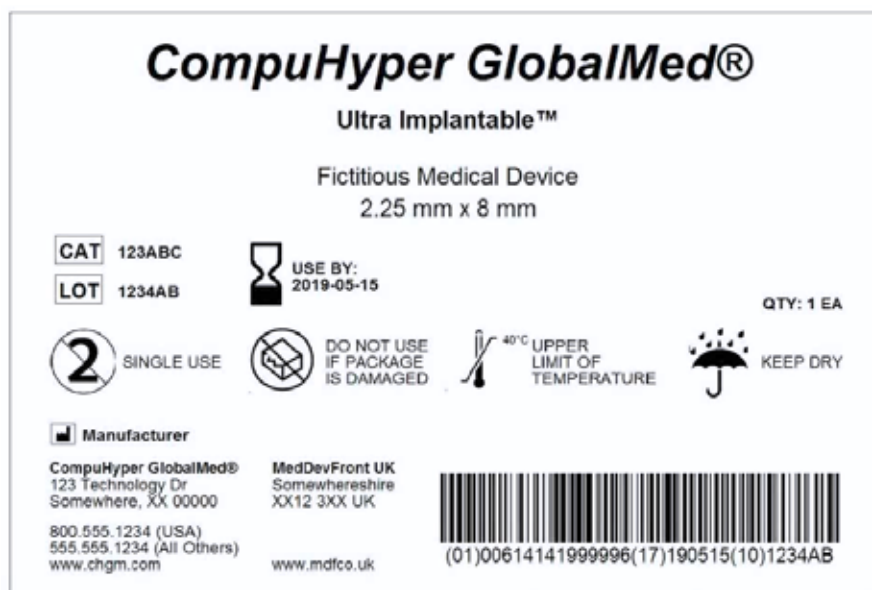 CompuHyper GlobalMed®
Ultra Implantable™
Fictitious Medical Device
2.25 mm x 8 mm
CAT 123ABC
LOT 1234AB
USE BY:
2019-05-15
QTY: 1 EA
2 SINGLE USE
DO NOT USE
IF PACKAGE
IS DAMAGED
40°C UPPER
LIMIT OF
TEMPERATURE
KEEP DRY
Manufacturer
CompuHyper GlobalMed®
123 Technology Dr
Somewhere, XX 00000
800.555.1234 (USA)
555.555.1234 (All Others)
www.chgm.com
MedDevFront UK
Somewhereshire
XX12 3XX UK
www.mdfco.uk
(01)00614141999996(17)190515(10)1234AB